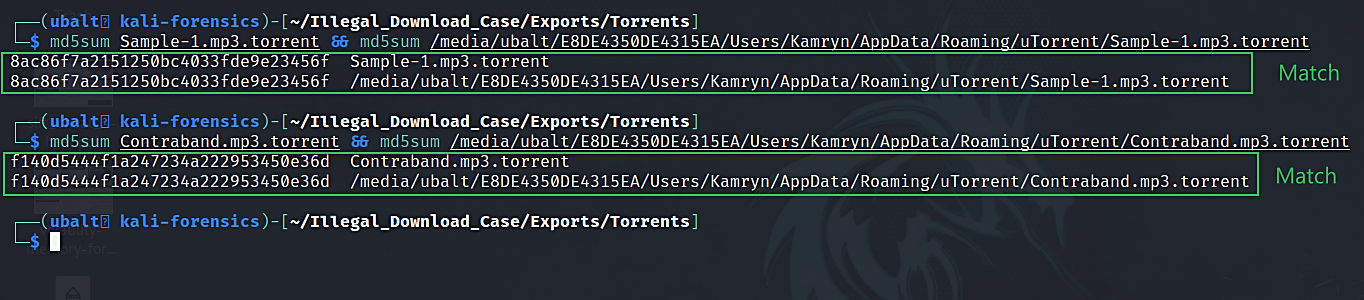 ┌──(ubalt kali-forensics)-[~/Illegal_Download_Case/Exports/Torrents]
└─$ md5sum Sample-1.mp3.torrent && md5sum /media/ubalt/E8DE4350DE4315EA/Users/Kamryn/AppData/Roaming/uTorrent/Sample-1.mp3.torrent
8ac86f7a2151250bc4033fde9e23456f  Sample-1.mp3.torrent
8ac86f7a2151250bc4033fde9e23456f  /media/ubalt/E8DE4350DE4315EA/Users/Kamryn/AppData/Roaming/uTorrent/Sample-1.mp3.torrent
Match
┌──(ubalt kali-forensics)-[~/Illegal_Download_Case/Exports/Torrents]
└─$ md5sum Contraband.mp3.torrent && md5sum /media/ubalt/E8DE4350DE4315EA/Users/Kamryn/AppData/Roaming/uTorrent/Contraband.mp3.torrent
f140d5444f1a247234a222953450e36d  Contraband.mp3.torrent
f140d5444f1a247234a222953450e36d  /media/ubalt/E8DE4350DE4315EA/Users/Kamryn/AppData/Roaming/uTorrent/Contraband.mp3.torrent
Match
┌──(ubalt kali-forensics)-[~/Illegal_Download_Case/Exports/Torrents]
└─$